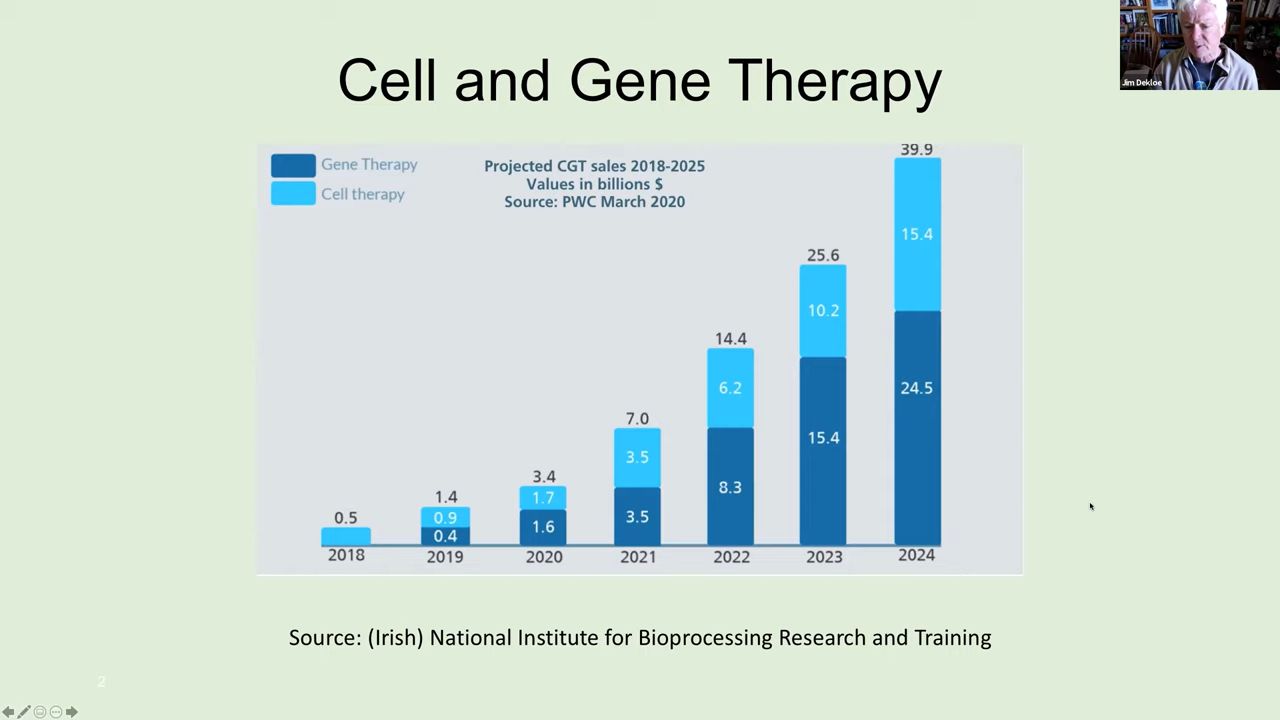 Cell and Gene Therapy
Jim Dekloe
Gene Therapy
Cell therapy
Projected CGT sales 2018-2025
Values in billions $
Source: PWC March 2020
39.9
15.4
24.5
25.6
10.2
15.4
14.4
6.2
8.3
7.0
3.5
3.5
3.4
1.7
1.6
1.4
0.9
0.4
0.5
2018 2019 2020 2021 2022 2023 2024
Source: (Irish) National Institute for Bioprocessing Research and Training
2